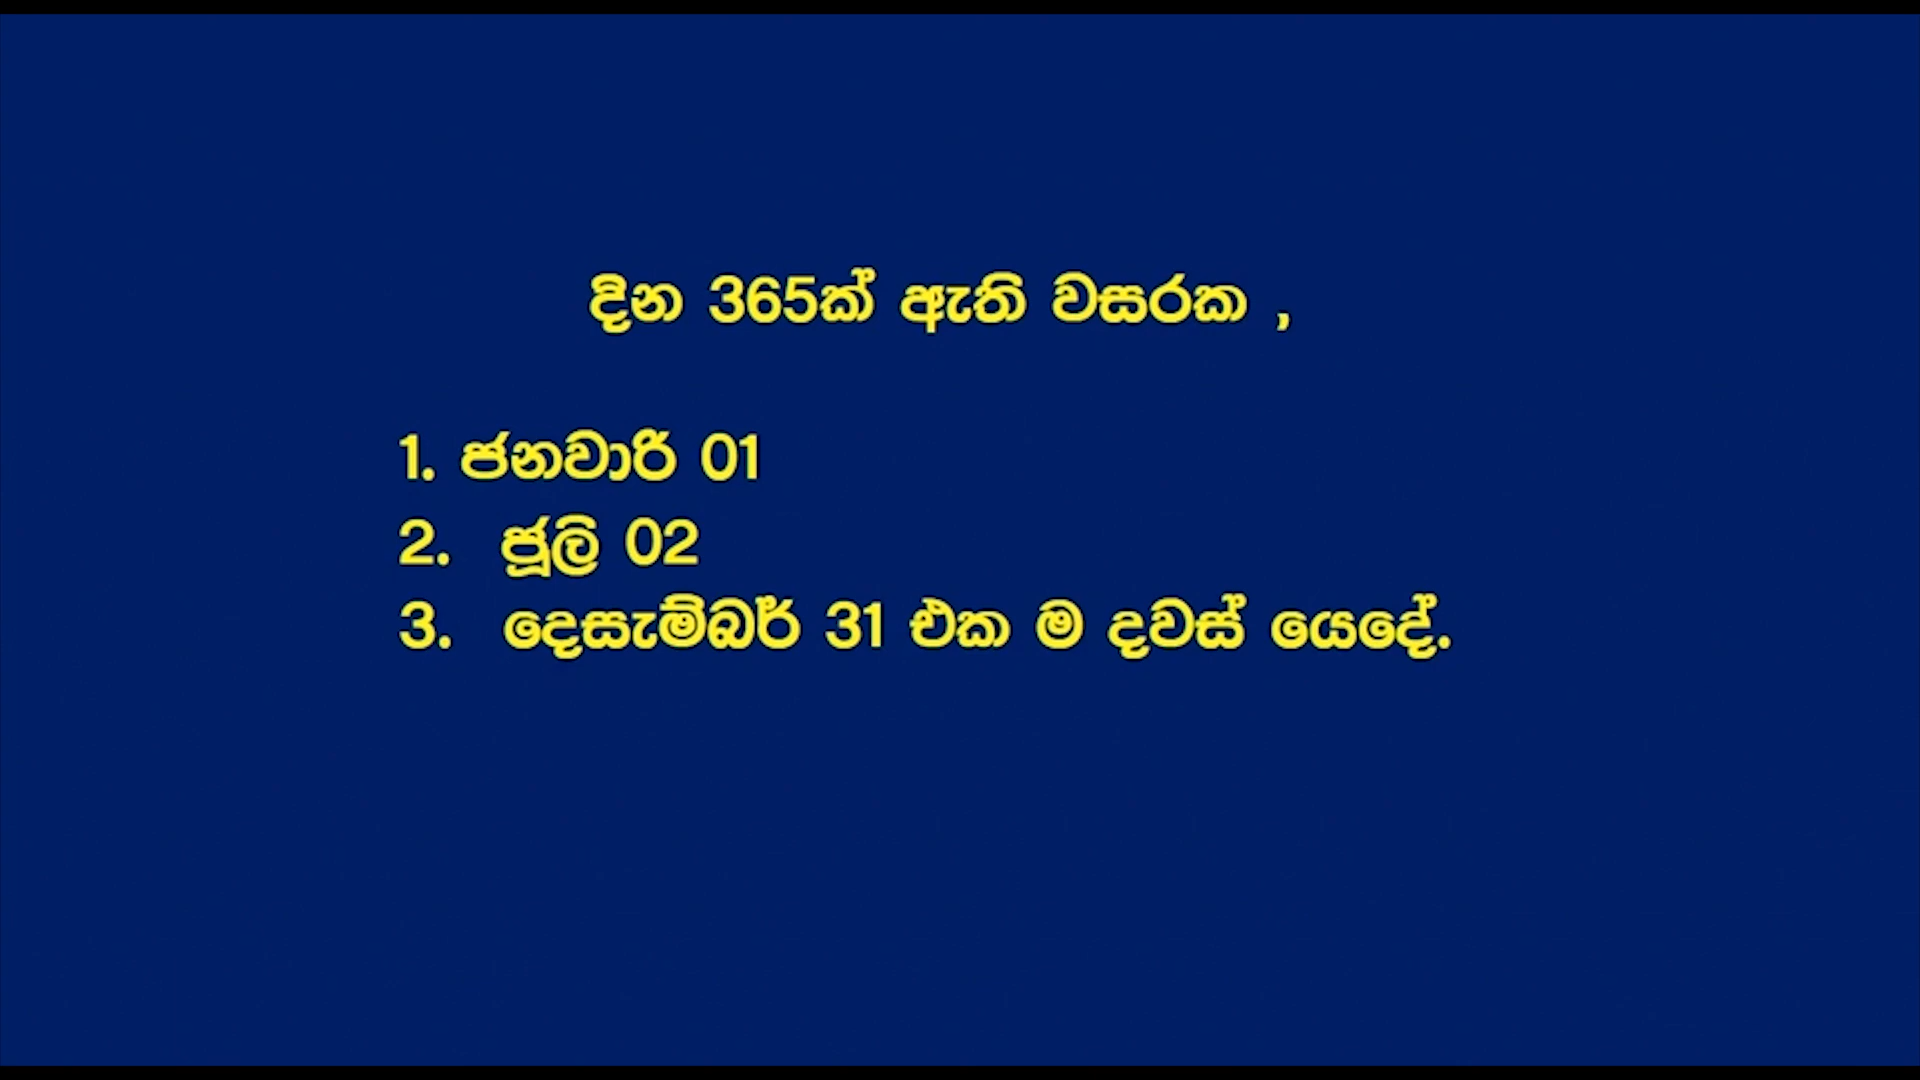 දින 365ක් ඇති වසරක ,
1. ජනවාරි 01
2. ජූලි 02
3. දෙසැම්බර් 31 එක ම දවස් යෙදේ.